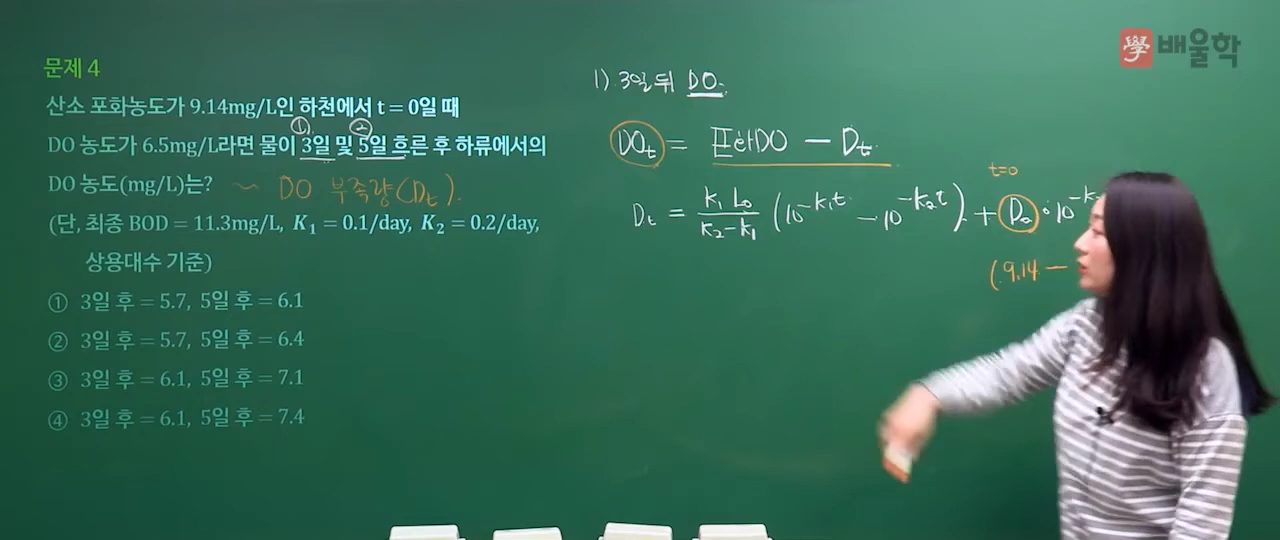 學 배울학
문제 4
산소 포화농도가 9.14mg/L인 하천에서 t = 0일 때
① ②
DO 농도가 6.5mg/L라면 물이 3일 및 5일 흐른 후 하류에서의
DO 농도(mg/L)는? ~ DO 부족량(Dt).
(단, 최종 BOD = 11.3mg/L, K₁ = 0.1/day, K₂ = 0.2/day,
상용대수 기준)
① 3일 후 = 5.7, 5일 후 = 6.1
② 3일 후 = 5.7, 5일 후 = 6.4
③ 3일 후 = 6.1, 5일 후 = 7.1
④ 3일 후 = 6.1, 5일 후 = 7.4
1) 3일 뒤 DO.
DOt = 포화DO − Dt
t=0
Dt = K₁ L₀ / K₂−K₁ (10^-K₁t − 10^-K₂t) + D₀ · 10^-K₂
(9.14 −